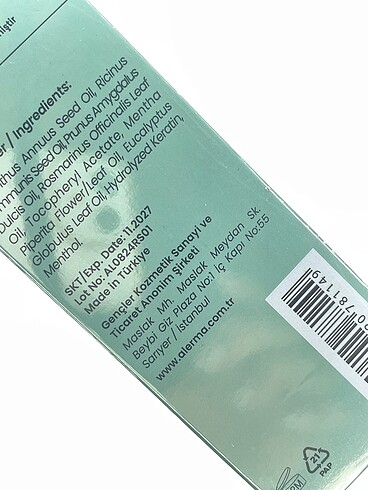 er / Ingredients:
thus Annuus Seed Oil, Ricinus
mmunis Seed Oil, Prunus Amygdalus
Dulcis Oil, Rosmarinus Officinalis Leaf
Oil, Tocopheryl Acetate, Mentha
Piperita Flower/Leaf Oil, Eucalyptus
Globulus Leaf Oil, Hydrolyzed Keratin,
Menthol.
SKT/Exp. Date: 11.2027
Lot No: AL0824RS01
Made in Türkiye
Gençler Kozmetik Sanayi ve
Ticaret Anonim Şirketi
Maslak Mh. Maslak Meydan Sk.
Beybi Giz Plaza No:1 İç Kapı No:55
Sarıyer / İstanbul
www.alerma.com.tr
781149
21
PAP